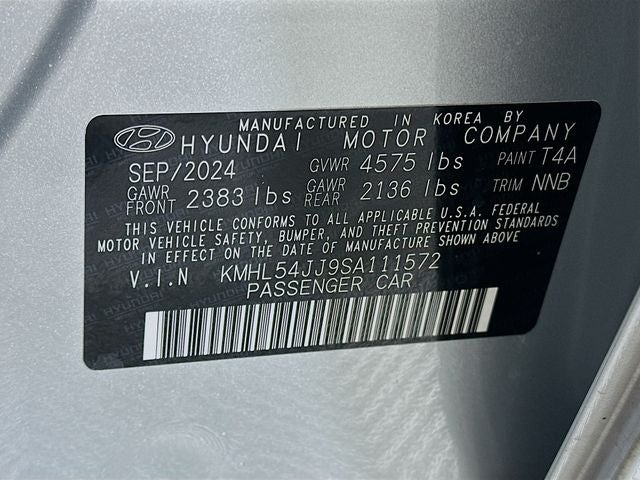 MANUFACTURED IN KOREA BY
HYUNDAI MOTOR COMPANY
SEP/2024 GVWR 4575 lbs PAINT T4A
GAWR FRONT 2383 lbs GAWR REAR 2136 lbs TRIM NNB
THIS VEHICLE CONFORMS TO ALL APPLICABLE U.S.A. FEDERAL
MOTOR VEHICLE SAFETY, BUMPER, AND THEFT PREVENTION STANDARDS
IN EFFECT ON THE DATE OF MANUFACTURE SHOWN ABOVE.
V.I.N KMHL54JJ9SA111572
PASSENGER CAR